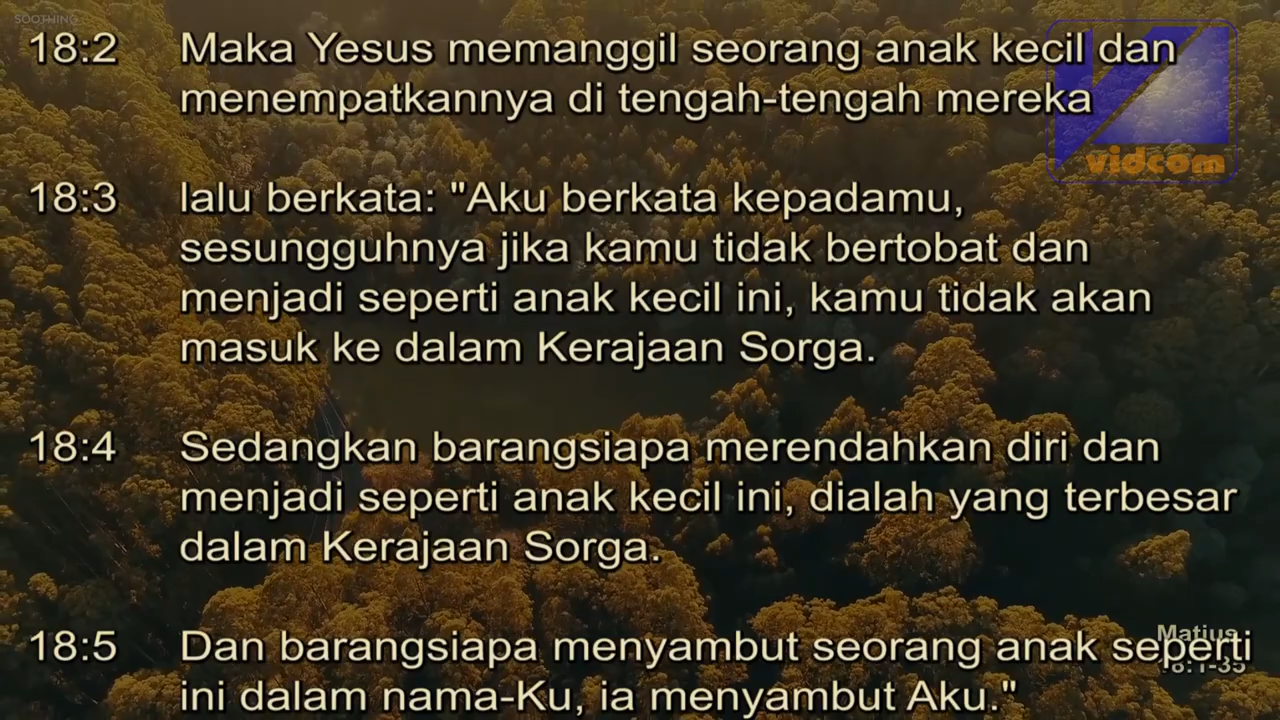 SOOTHING
18:2 Maka Yesus memanggil seorang anak kecil dan
menempatkannya di tengah-tengah mereka
vidcom
18:3 lalu berkata: "Aku berkata kepadamu,
sesungguhnya jika kamu tidak bertobat dan
menjadi seperti anak kecil ini, kamu tidak akan
masuk ke dalam Kerajaan Sorga.
18:4 Sedangkan barangsiapa merendahkan diri dan
menjadi seperti anak kecil ini, dialah yang terbesar
dalam Kerajaan Sorga.
18:5 Dan barangsiapa menyambut seorang anak seperti
ini dalam nama-Ku, ia menyambut Aku."
Matius
18:1-35